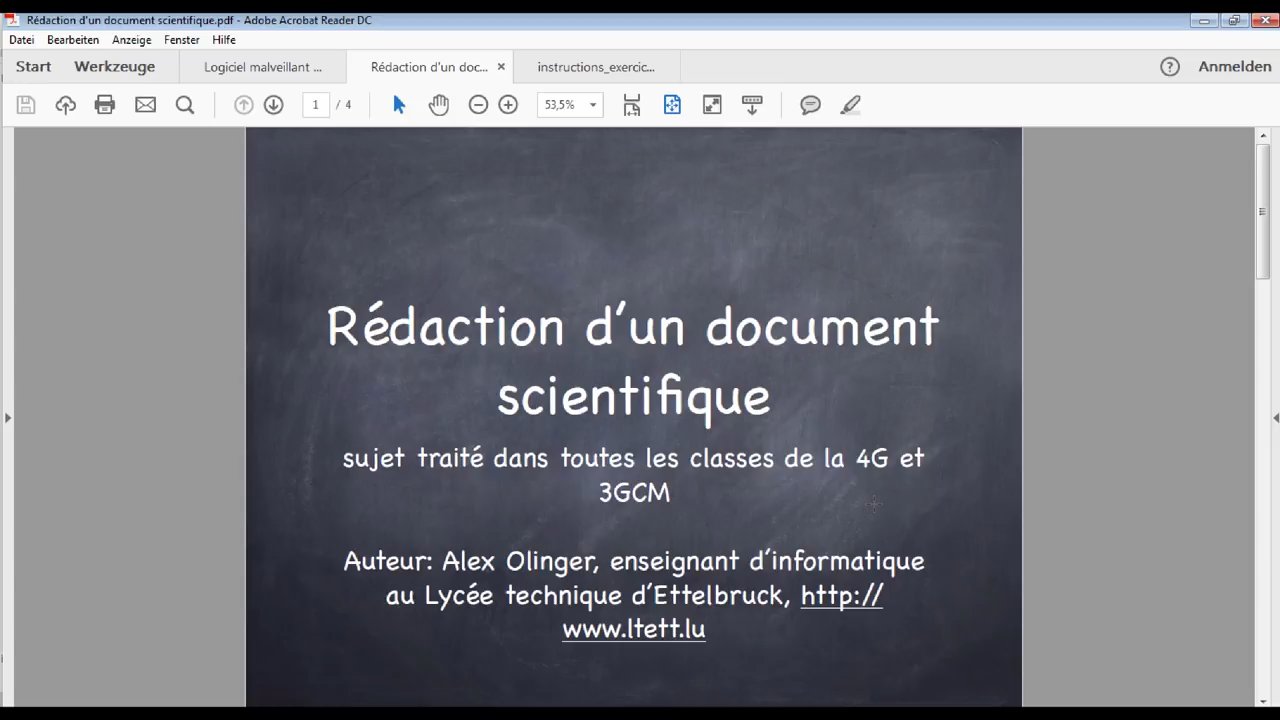 Rédaction d'un document scientifique.pdf - Adobe Acrobat Reader DC
Datei Bearbeiten Anzeige Fenster Hilfe
Start Werkzeuge Logiciel malveillant ... Rédaction d'un doc... × instructions_exercic...
? Anmelden
1 / 4 53,5%
Rédaction d'un document
scientifique
sujet traité dans toutes les classes de la 4G et
3GCM
Auteur: Alex Olinger, enseignant d'informatique
au Lycée technique d'Ettelbruck, http://
www.ltett.lu